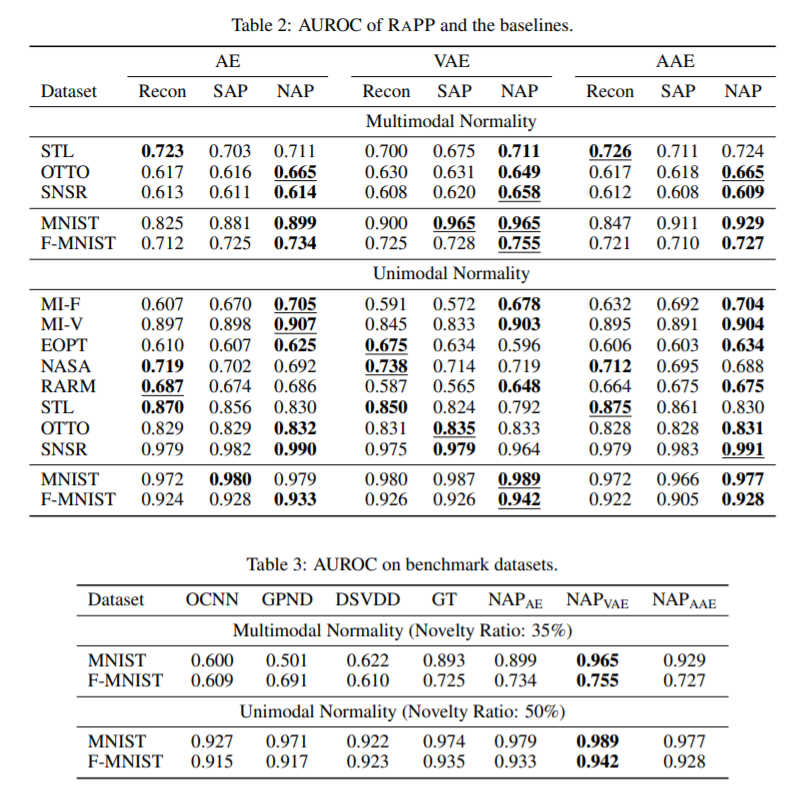 Table 2: AUROC of RAPP and the baselines.
AE VAE AAE
Dataset Recon SAP NAP Recon SAP NAP Recon SAP NAP
Multimodal Normality
STL 0.723 0.703 0.711 0.700 0.675 0.711 0.726 0.711 0.724
OTTO 0.617 0.616 0.665 0.630 0.631 0.649 0.617 0.618 0.665
SNSR 0.613 0.611 0.614 0.608 0.620 0.658 0.612 0.608 0.609
MNIST 0.825 0.881 0.899 0.900 0.965 0.965 0.847 0.911 0.929
F-MNIST 0.712 0.725 0.734 0.725 0.728 0.755 0.721 0.710 0.727
Unimodal Normality
MI-F 0.607 0.670 0.705 0.591 0.572 0.678 0.632 0.692 0.704
MI-V 0.897 0.898 0.907 0.845 0.833 0.903 0.895 0.891 0.904
EOPT 0.610 0.607 0.625 0.675 0.634 0.596 0.606 0.603 0.634
NASA 0.719 0.702 0.692 0.738 0.714 0.719 0.712 0.695 0.688
RARM 0.687 0.674 0.686 0.587 0.565 0.648 0.664 0.675 0.675
STL 0.870 0.856 0.830 0.850 0.824 0.792 0.875 0.861 0.830
OTTO 0.829 0.829 0.832 0.831 0.835 0.833 0.828 0.828 0.831
SNSR 0.979 0.982 0.990 0.975 0.979 0.964 0.979 0.983 0.991
MNIST 0.972 0.980 0.979 0.980 0.987 0.989 0.972 0.966 0.977
F-MNIST 0.924 0.928 0.933 0.926 0.926 0.942 0.922 0.905 0.928
Table 3: AUROC on benchmark datasets.
Dataset OCNN GPND DSVDD GT NAPAE NAPVAE NAPAAE
Multimodal Normality (Novelty Ratio: 35%)
MNIST 0.600 0.501 0.622 0.893 0.899 0.965 0.929
F-MNIST 0.609 0.691 0.610 0.725 0.734 0.755 0.727
Unimodal Normality (Novelty Ratio: 50%)
MNIST 0.927 0.971 0.922 0.974 0.979 0.989 0.977
F-MNIST 0.915 0.917 0.923 0.935 0.933 0.942 0.928